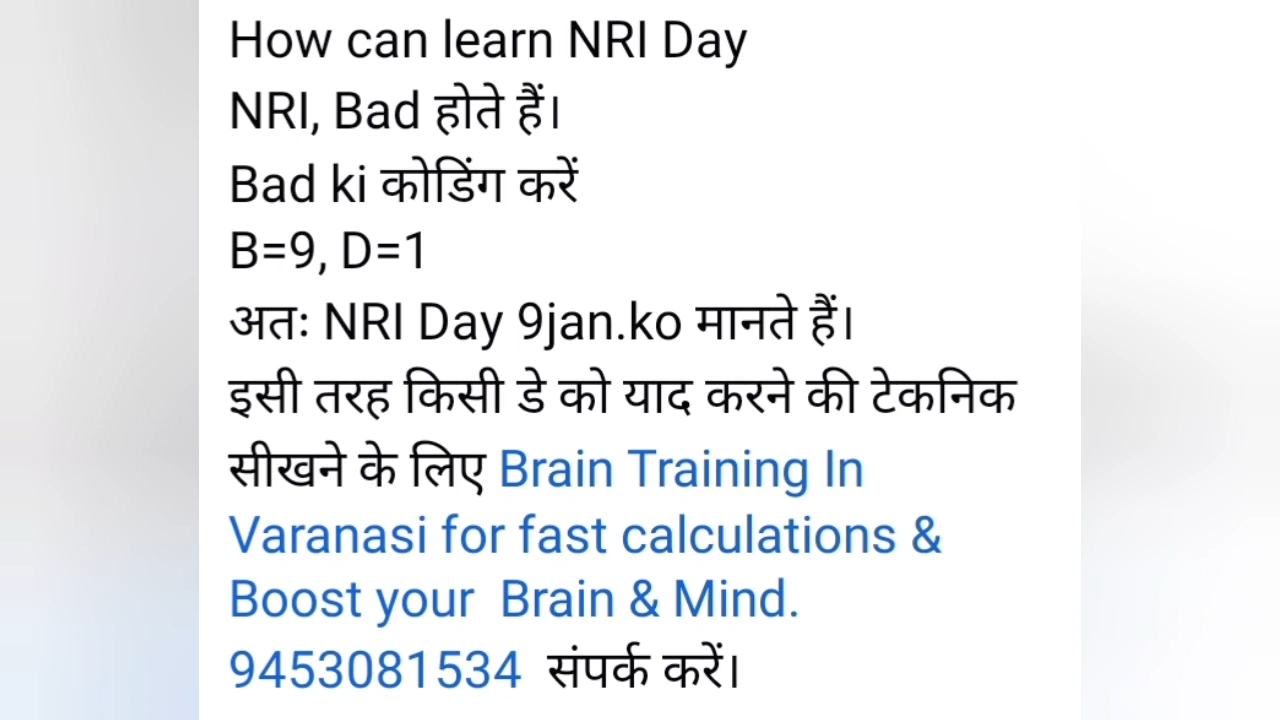 How can learn NRI Day
NRI, Bad होते हैं।
Bad ki कोडिंग करें
B=9, D=1
अतः NRI Day 9jan.ko मानते हैं।
इसी तरह किसी डे को याद करने की टेकनिक
सीखने के लिए Brain Training In
Varanasi for fast calculations &
Boost your  Brain & Mind.
9453081534  संपर्क करें।